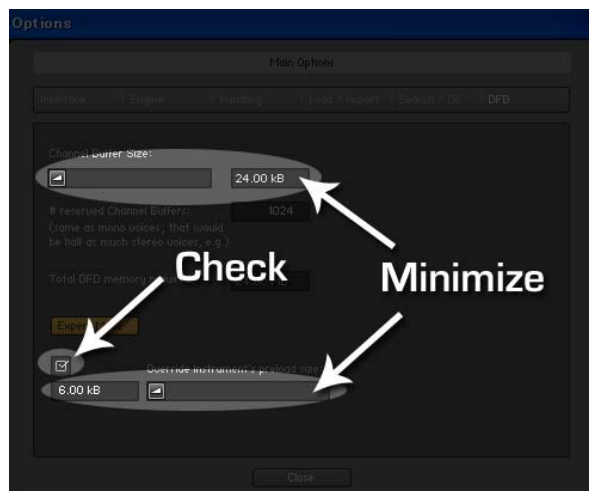 Options
Main Options
Interface Engine Handling Load / Import Search / DB DFD
Channel Buffer Size:
24.00 kB
# reserved Channel Buffers: 1024
(same as mono voices; that would
be half as much stereo voices, e.g.)
Check
Minimize
Total DFD memory
Expert
Override instrument's preload size
6.00 kB
Close